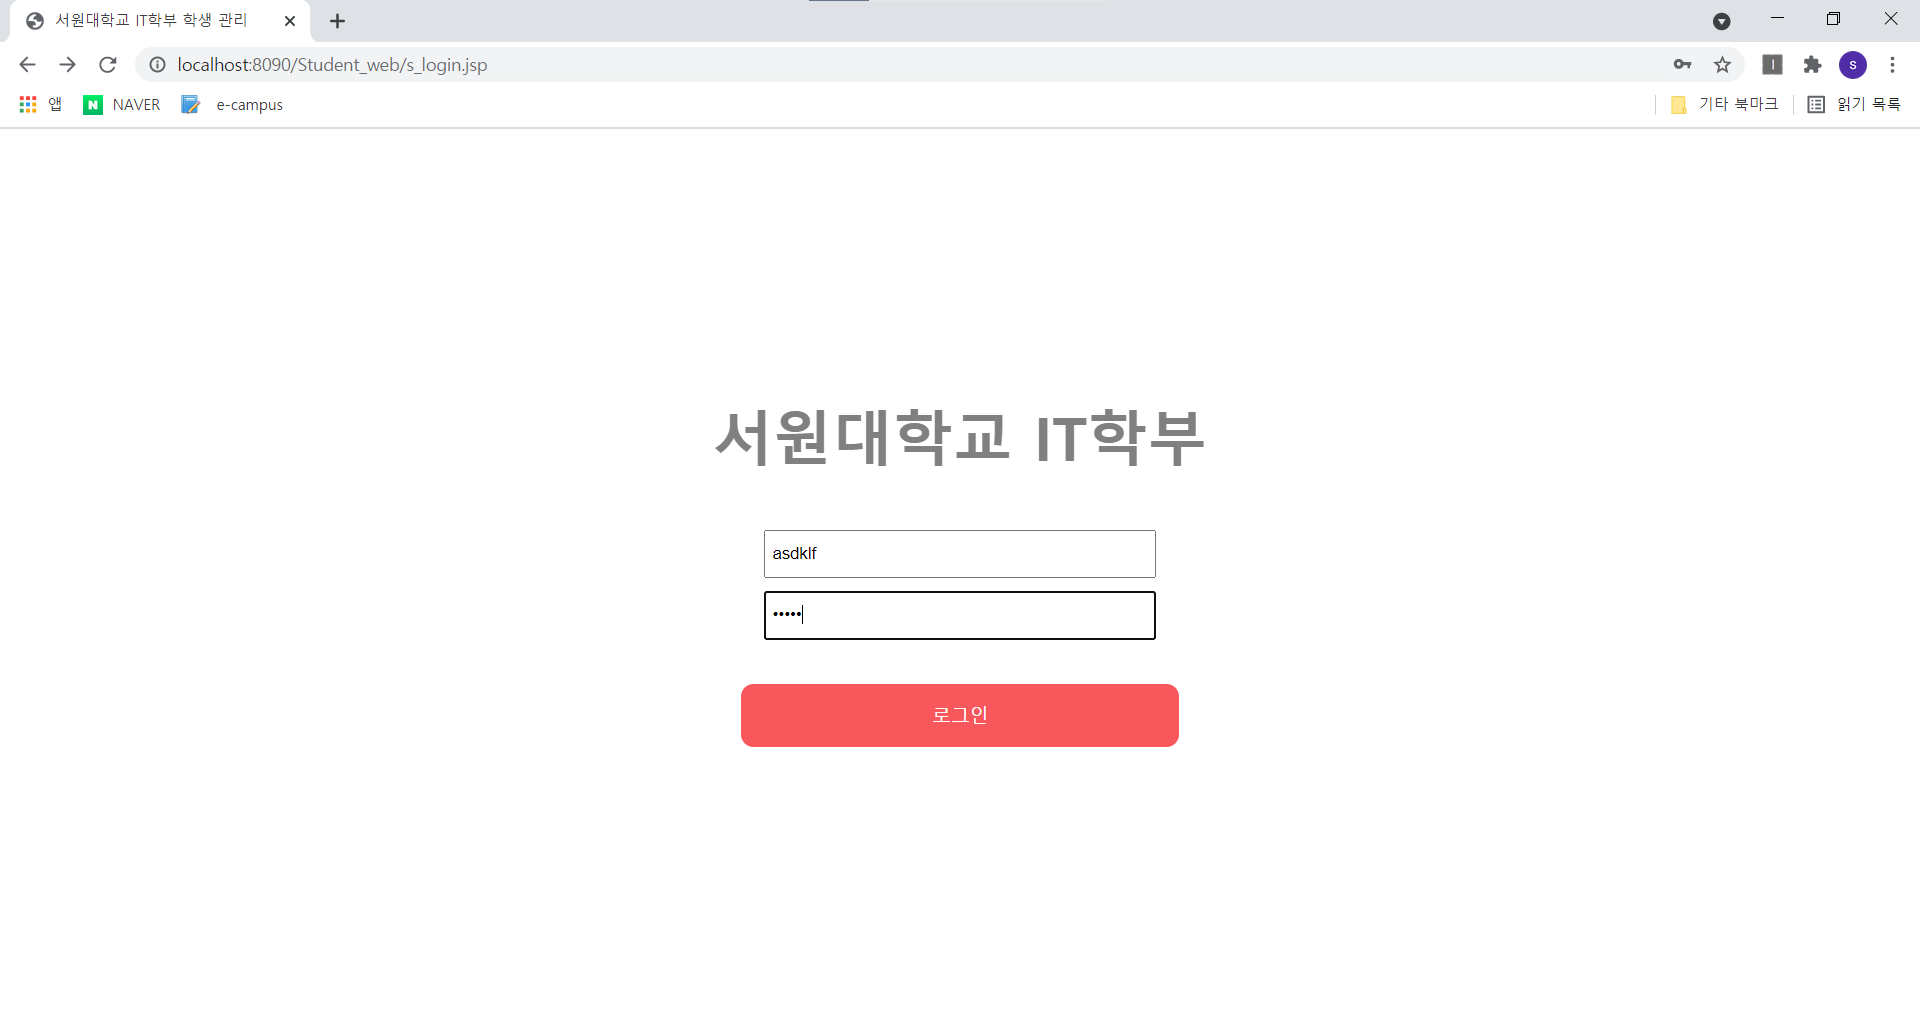 서원대학교 IT학부 학생 관리
localhost:8090/Student_web/s_login.jsp
s
앱 NAVER e-campus 기타 북마크 읽기 목록
서원대학교 IT학부
asdklf
•••••
로그인